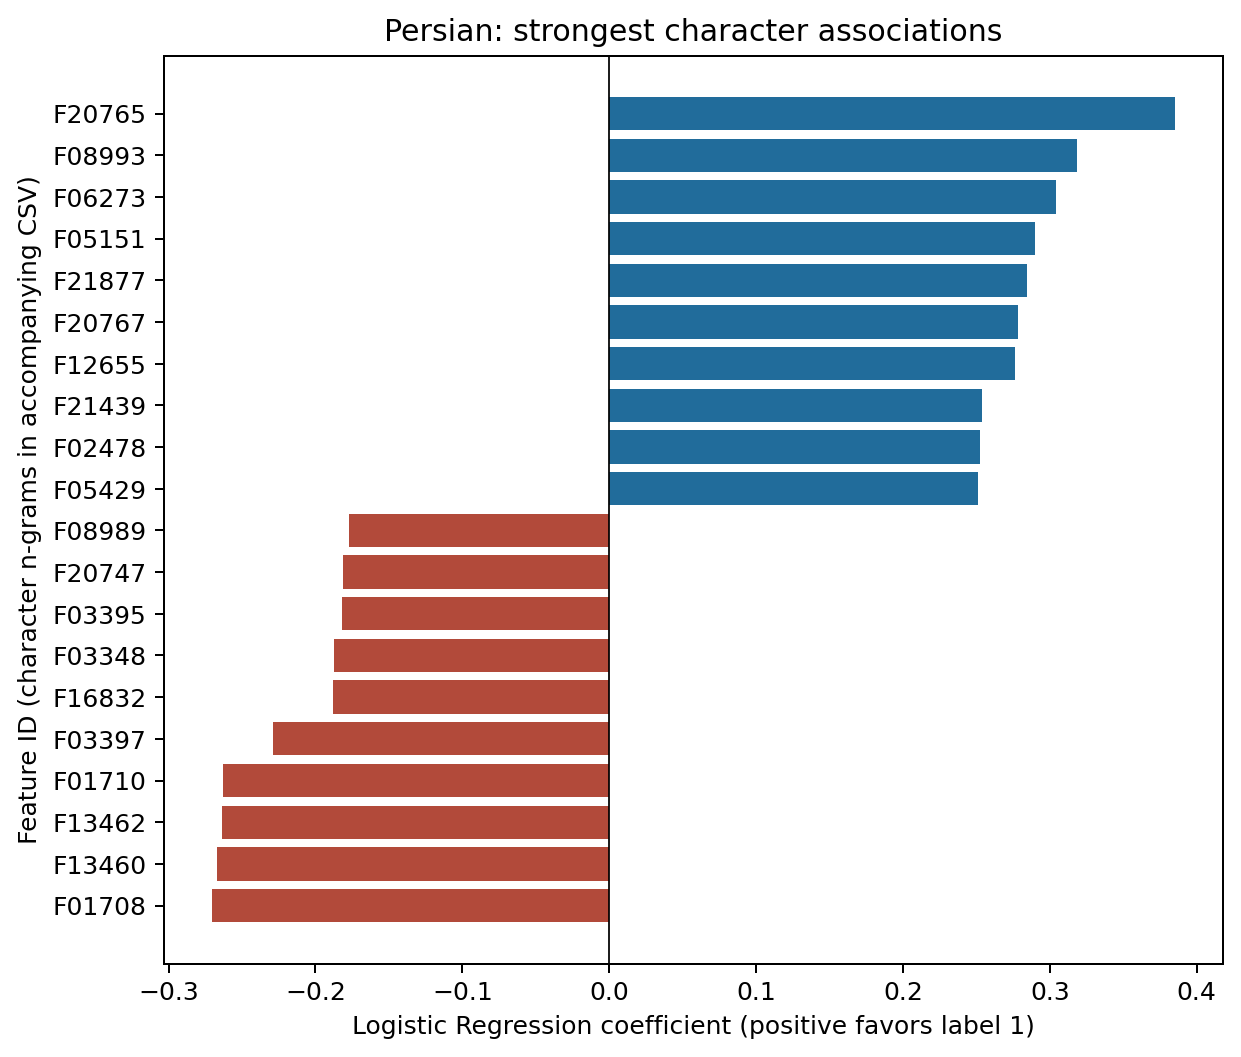 Persian: strongest character associations
Feature ID (character n-grams in accompanying CSV)
F20765
F08993
F06273
F05151
F21877
F20767
F12655
F21439
F02478
F05429
F08989
F20747
F03395
F03348
F16832
F03397
F01710
F13462
F13460
F01708
−0.3 −0.2 −0.1 0.0 0.1 0.2 0.3 0.4
Logistic Regression coefficient (positive favors label 1)